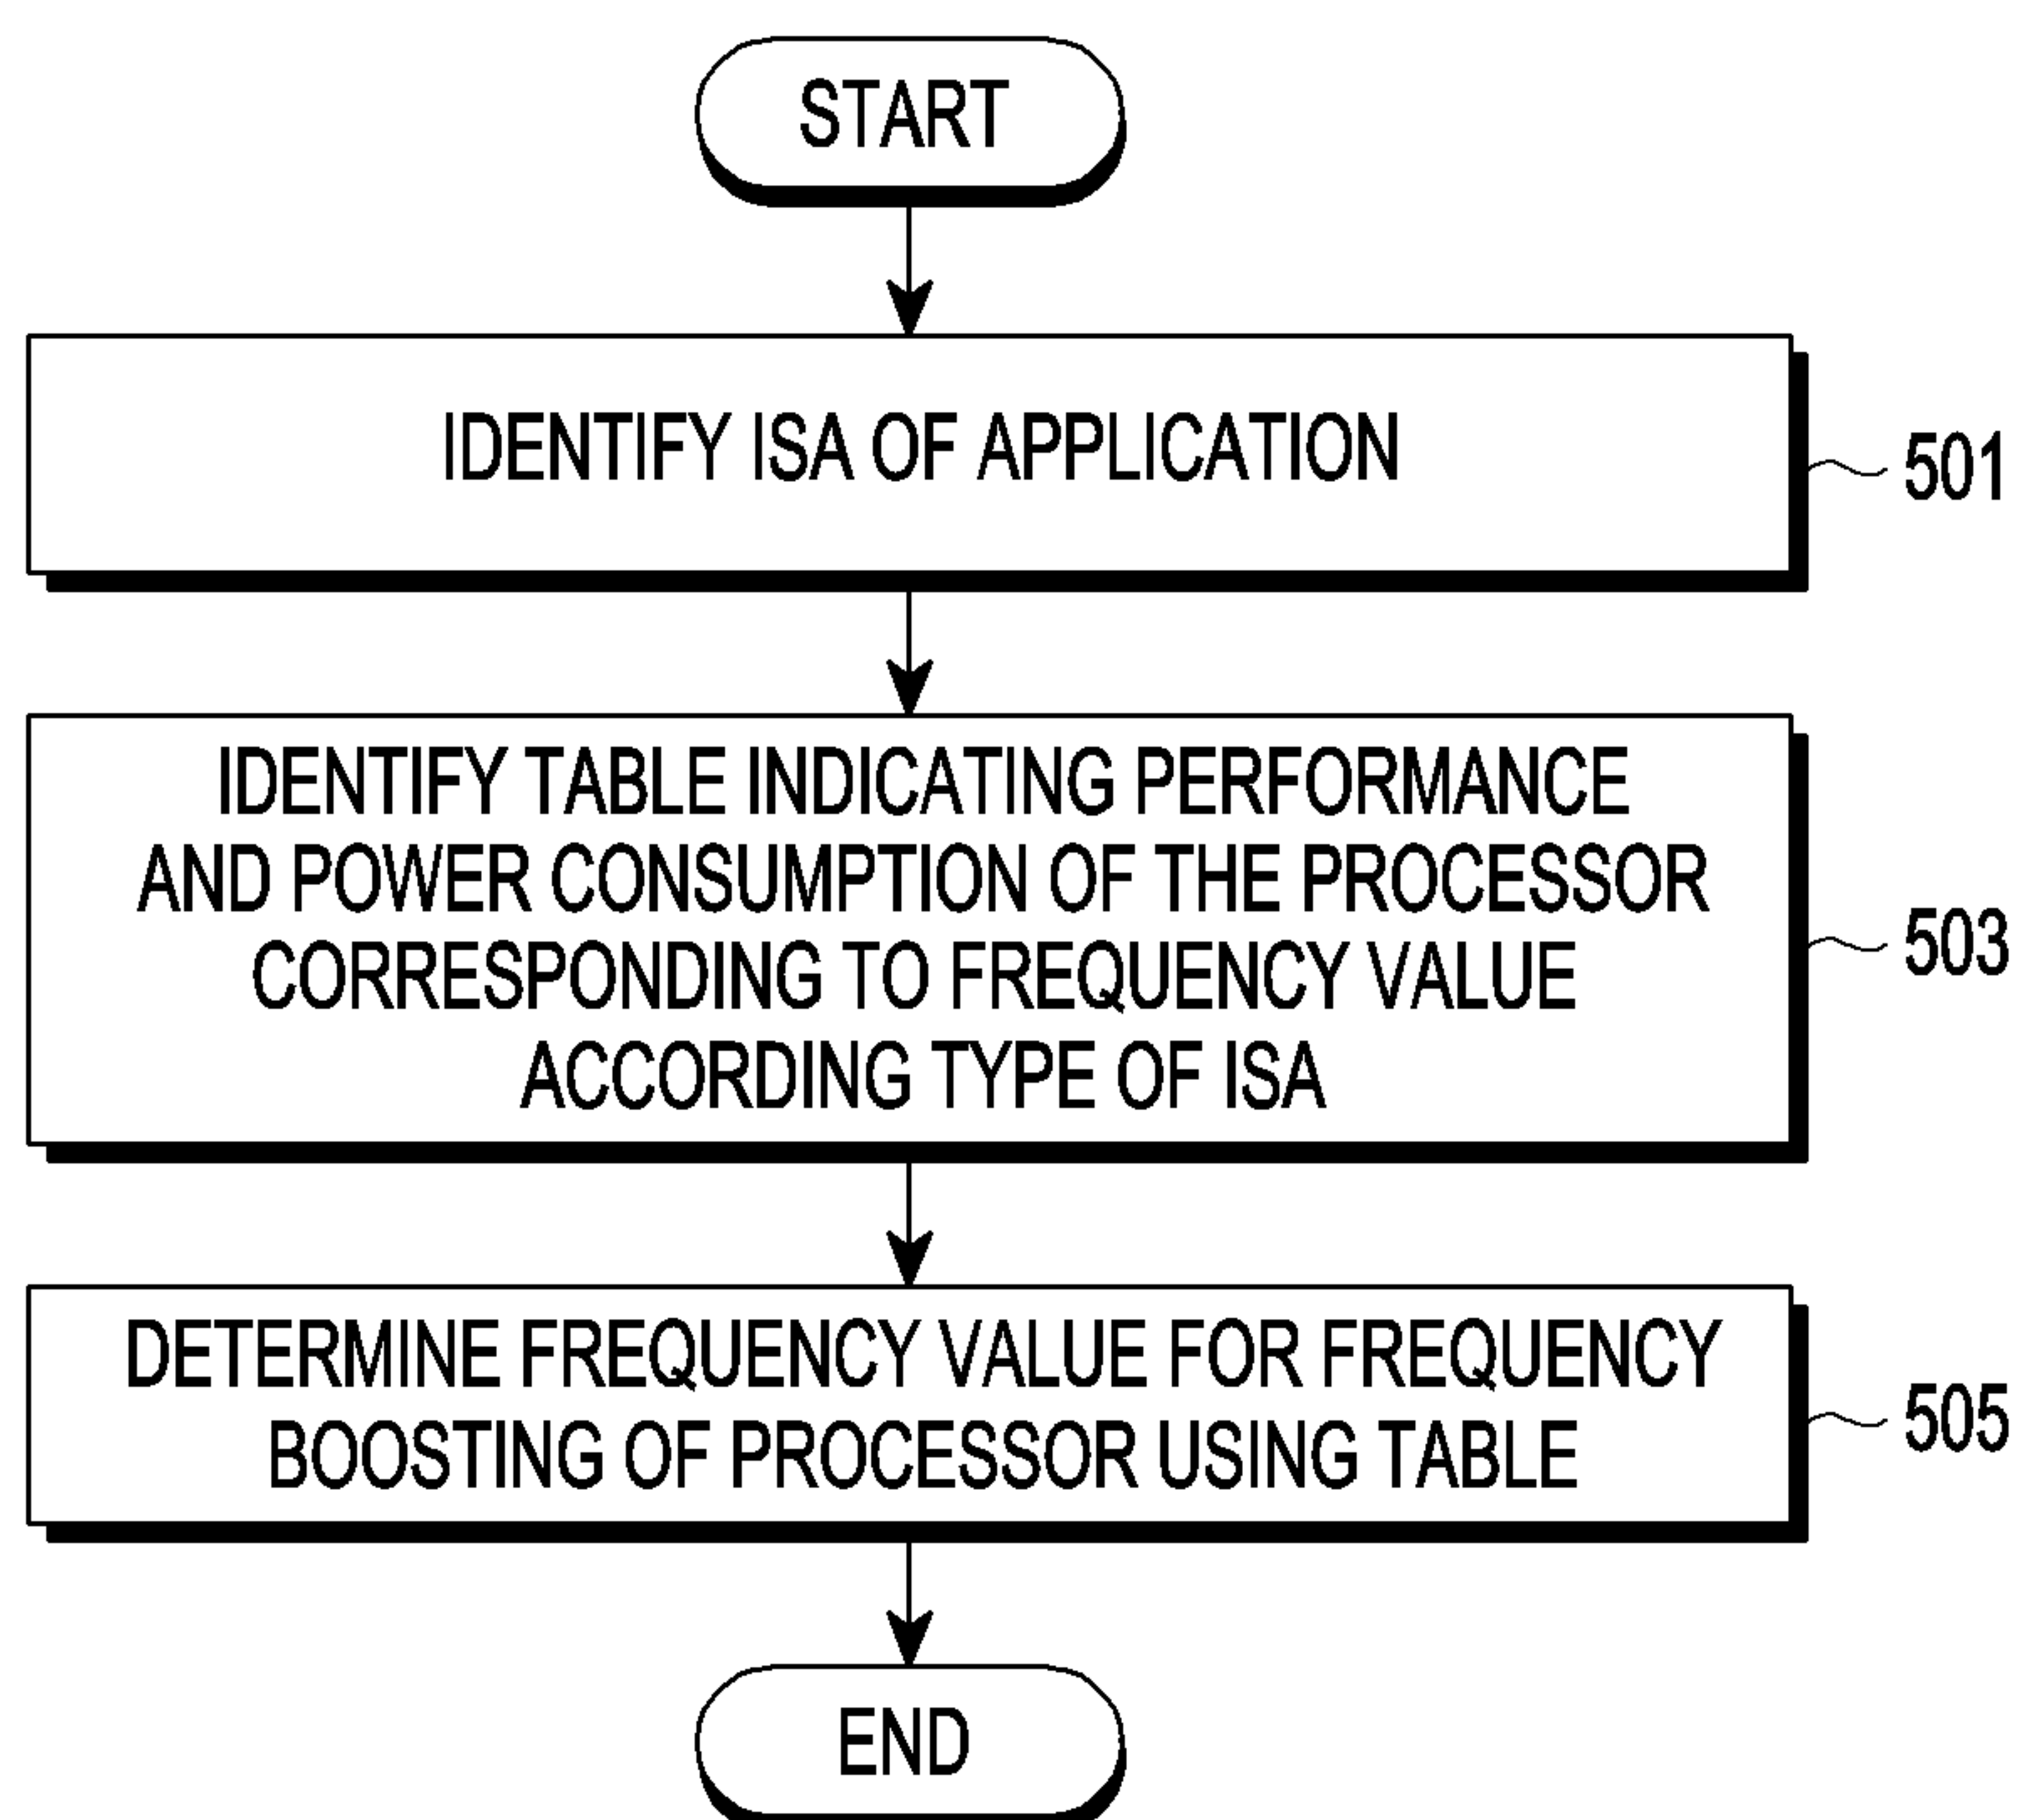 START
IDENTIFY ISA OF APPLICATION
501
IDENTIFY TABLE INDICATING PERFORMANCE
AND POWER CONSUMPTION OF THE PROCESSOR
CORRESPONDING TO FREQUENCY VALUE
ACCORDING TYPE OF ISA
503
DETERMINE FREQUENCY VALUE FOR FREQUENCY
BOOSTING OF PROCESSOR USING TABLE
505
END